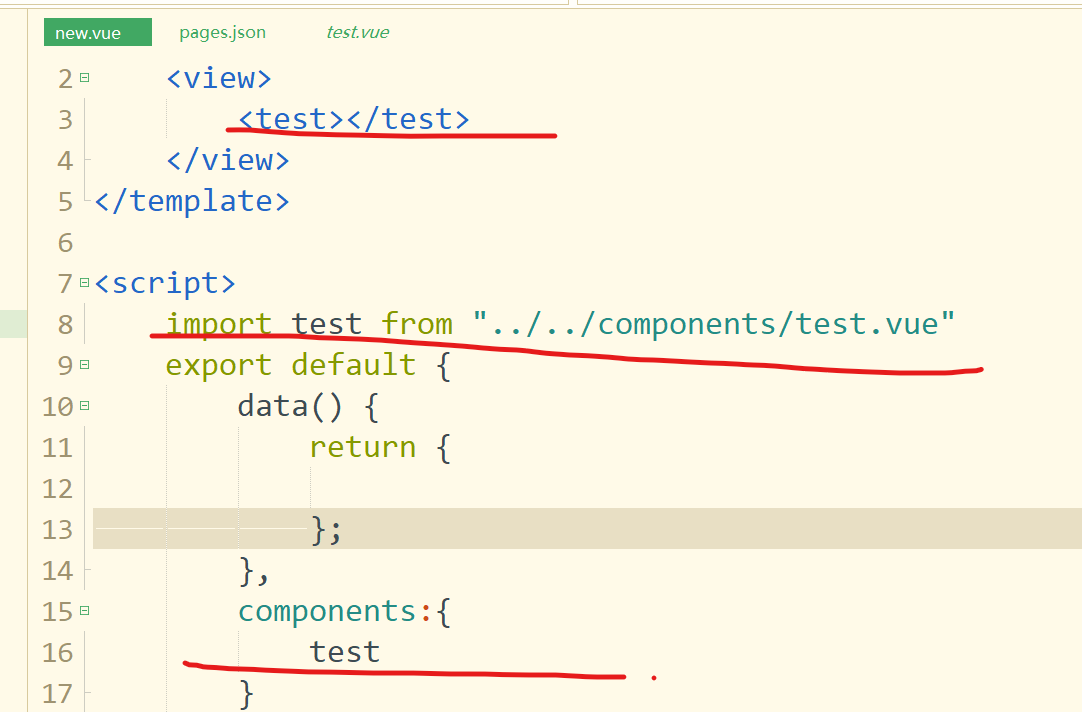 new.vue pages.json test.vue
2 <view>
3 <test></test>
4 </view>
5 </template>
6
7 <script>
8 import test from "../../components/test.vue"
9 export default {
10 data() {
11 return {
12
13 };
14 },
15 components:{
16 test
17 }